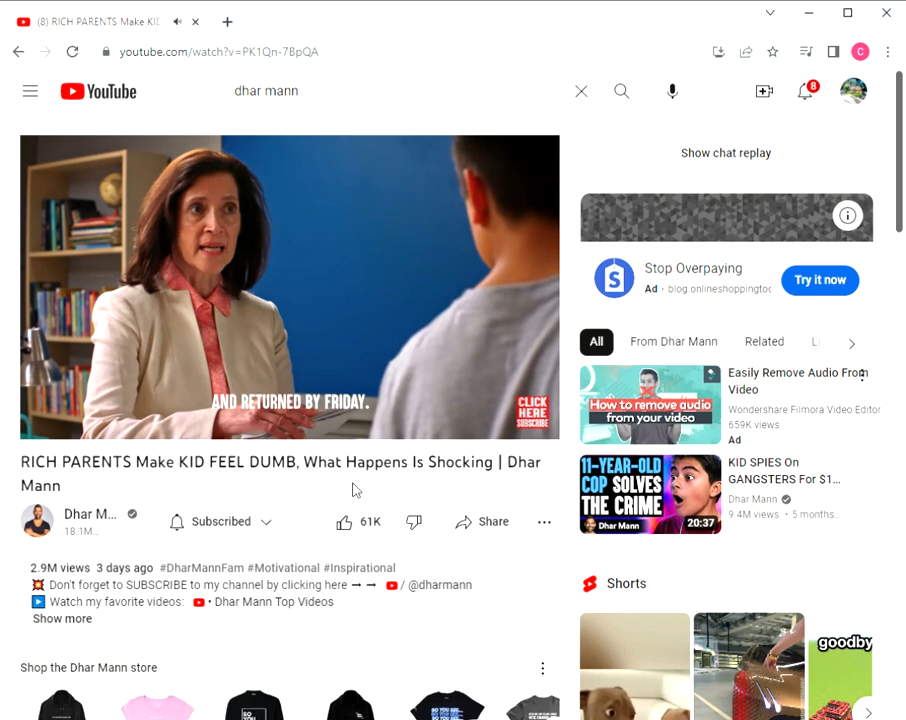 (8) RICH PARENTS Make KID
youtube.com/watch?v=PK1Qn-7BpQA
C
YouTube
dhar mann
8
AND RETURNED BY FRIDAY.
CLICK
HERE
SUBSCRIBE
RICH PARENTS Make KID FEEL DUMB, What Happens Is Shocking | Dhar
Mann
Dhar M...
18.1M...
Subscribed
61K
Share
2.9M views 3 days ago #DharMannFam #Motivational #Inspirational
Don't forget to SUBSCRIBE to my channel by clicking here → → / @dharmann
Watch my favorite videos: • Dhar Mann Top Videos
Show more
Shop the Dhar Mann store
SO
YOU
Show chat replay
S
Stop Overpaying
Ad · blog.onlineshoppingtoo
Try it now
All
From Dhar Mann
Related
How to remove audio
from your video
Easily Remove Audio From
Video
Wondershare Filmora Video Editor
659K views
Ad
11-YEAR-OLD
COP SOLVES
THE CRIME
Dhar Mann
20:37
KID SPIES On
GANGSTERS For $1...
Dhar Mann
9.4M views • 5 months...
Shorts
goodby